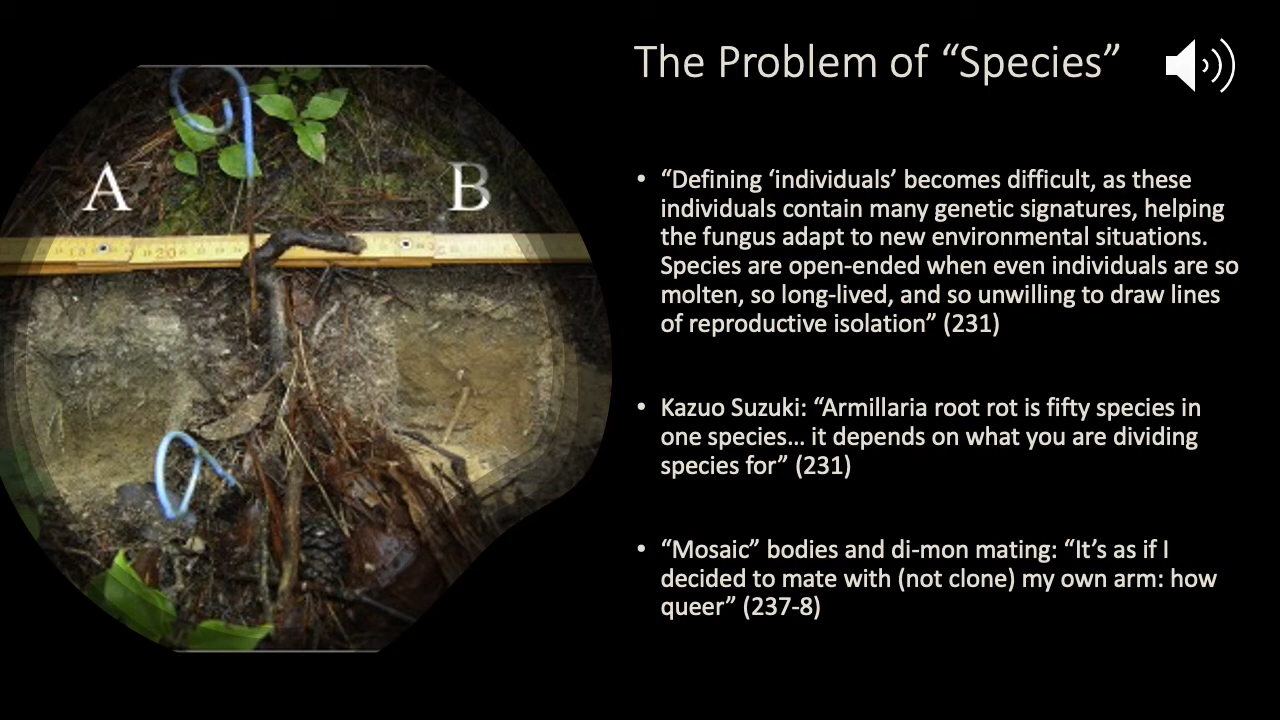 The Problem of “Species”
A
B
20
• “Defining ‘individuals’ becomes difficult, as these
individuals contain many genetic signatures, helping
the fungus adapt to new environmental situations.
Species are open-ended when even individuals are so
molten, so long-lived, and so unwilling to draw lines
of reproductive isolation” (231)
• Kazuo Suzuki: “Armillaria root rot is fifty species in
one species… it depends on what you are dividing
species for” (231)
• “Mosaic” bodies and di-mon mating: “It’s as if I
decided to mate with (not clone) my own arm: how
queer” (237-8)